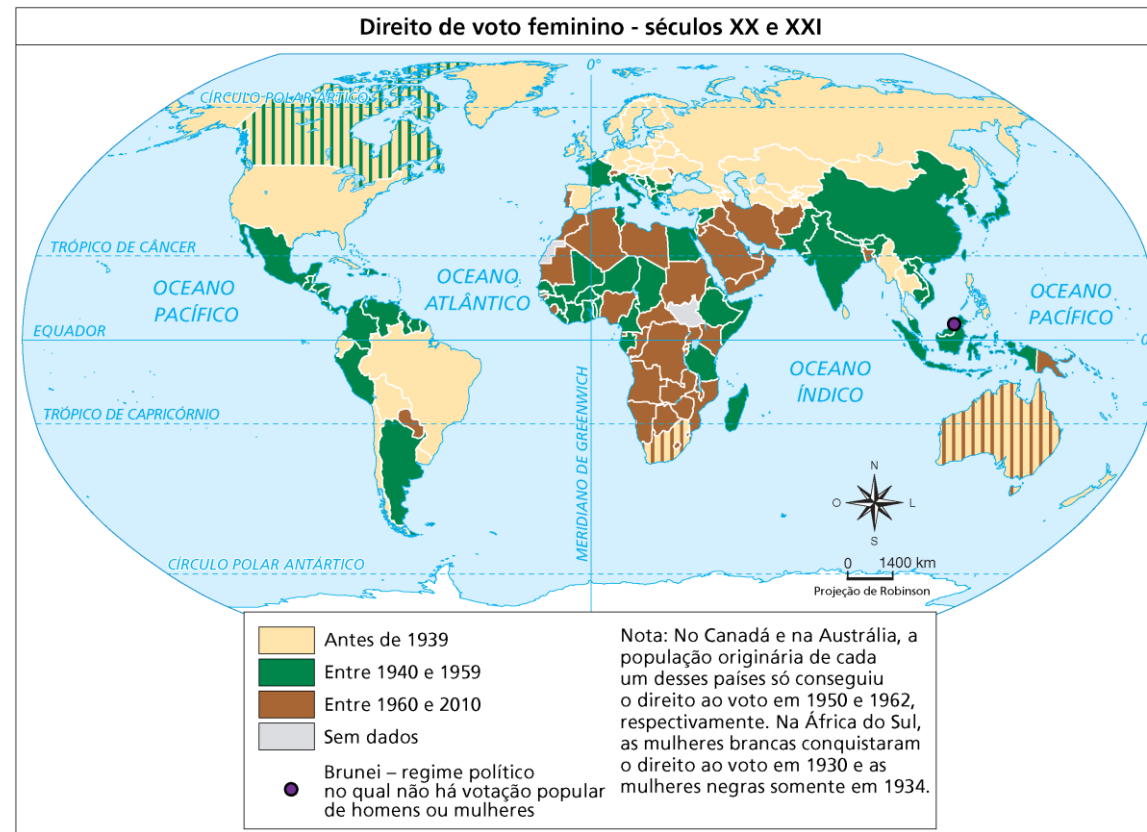 Direito de voto feminino - séculos XX e XXI
0°
CÍRCULO POLAR ÁRTICO
TRÓPICO DE CÂNCER
OCEANO
PACÍFICO
OCEANO
ATLÂNTICO
OCEANO
PACÍFICO
EQUADOR
0°
OCEANO
ÍNDICO
TRÓPICO DE CAPRICÓRNIO
MERIDIANO DE GREENWICH
N
O
L
S
CÍRCULO POLAR ANTÁRTICO
0 1400 km
Projeção de Robinson
Antes de 1939
Entre 1940 e 1959
Entre 1960 e 2010
Sem dados
Brunei – regime político
no qual não há votação popular
de homens ou mulheres
Nota: No Canadá e na Austrália, a
população originária de cada
um desses países só conseguiu
o direito ao voto em 1950 e 1962,
respectivamente. Na África do Sul,
as mulheres brancas conquistaram
o direito ao voto em 1930 e as
mulheres negras somente em 1934.